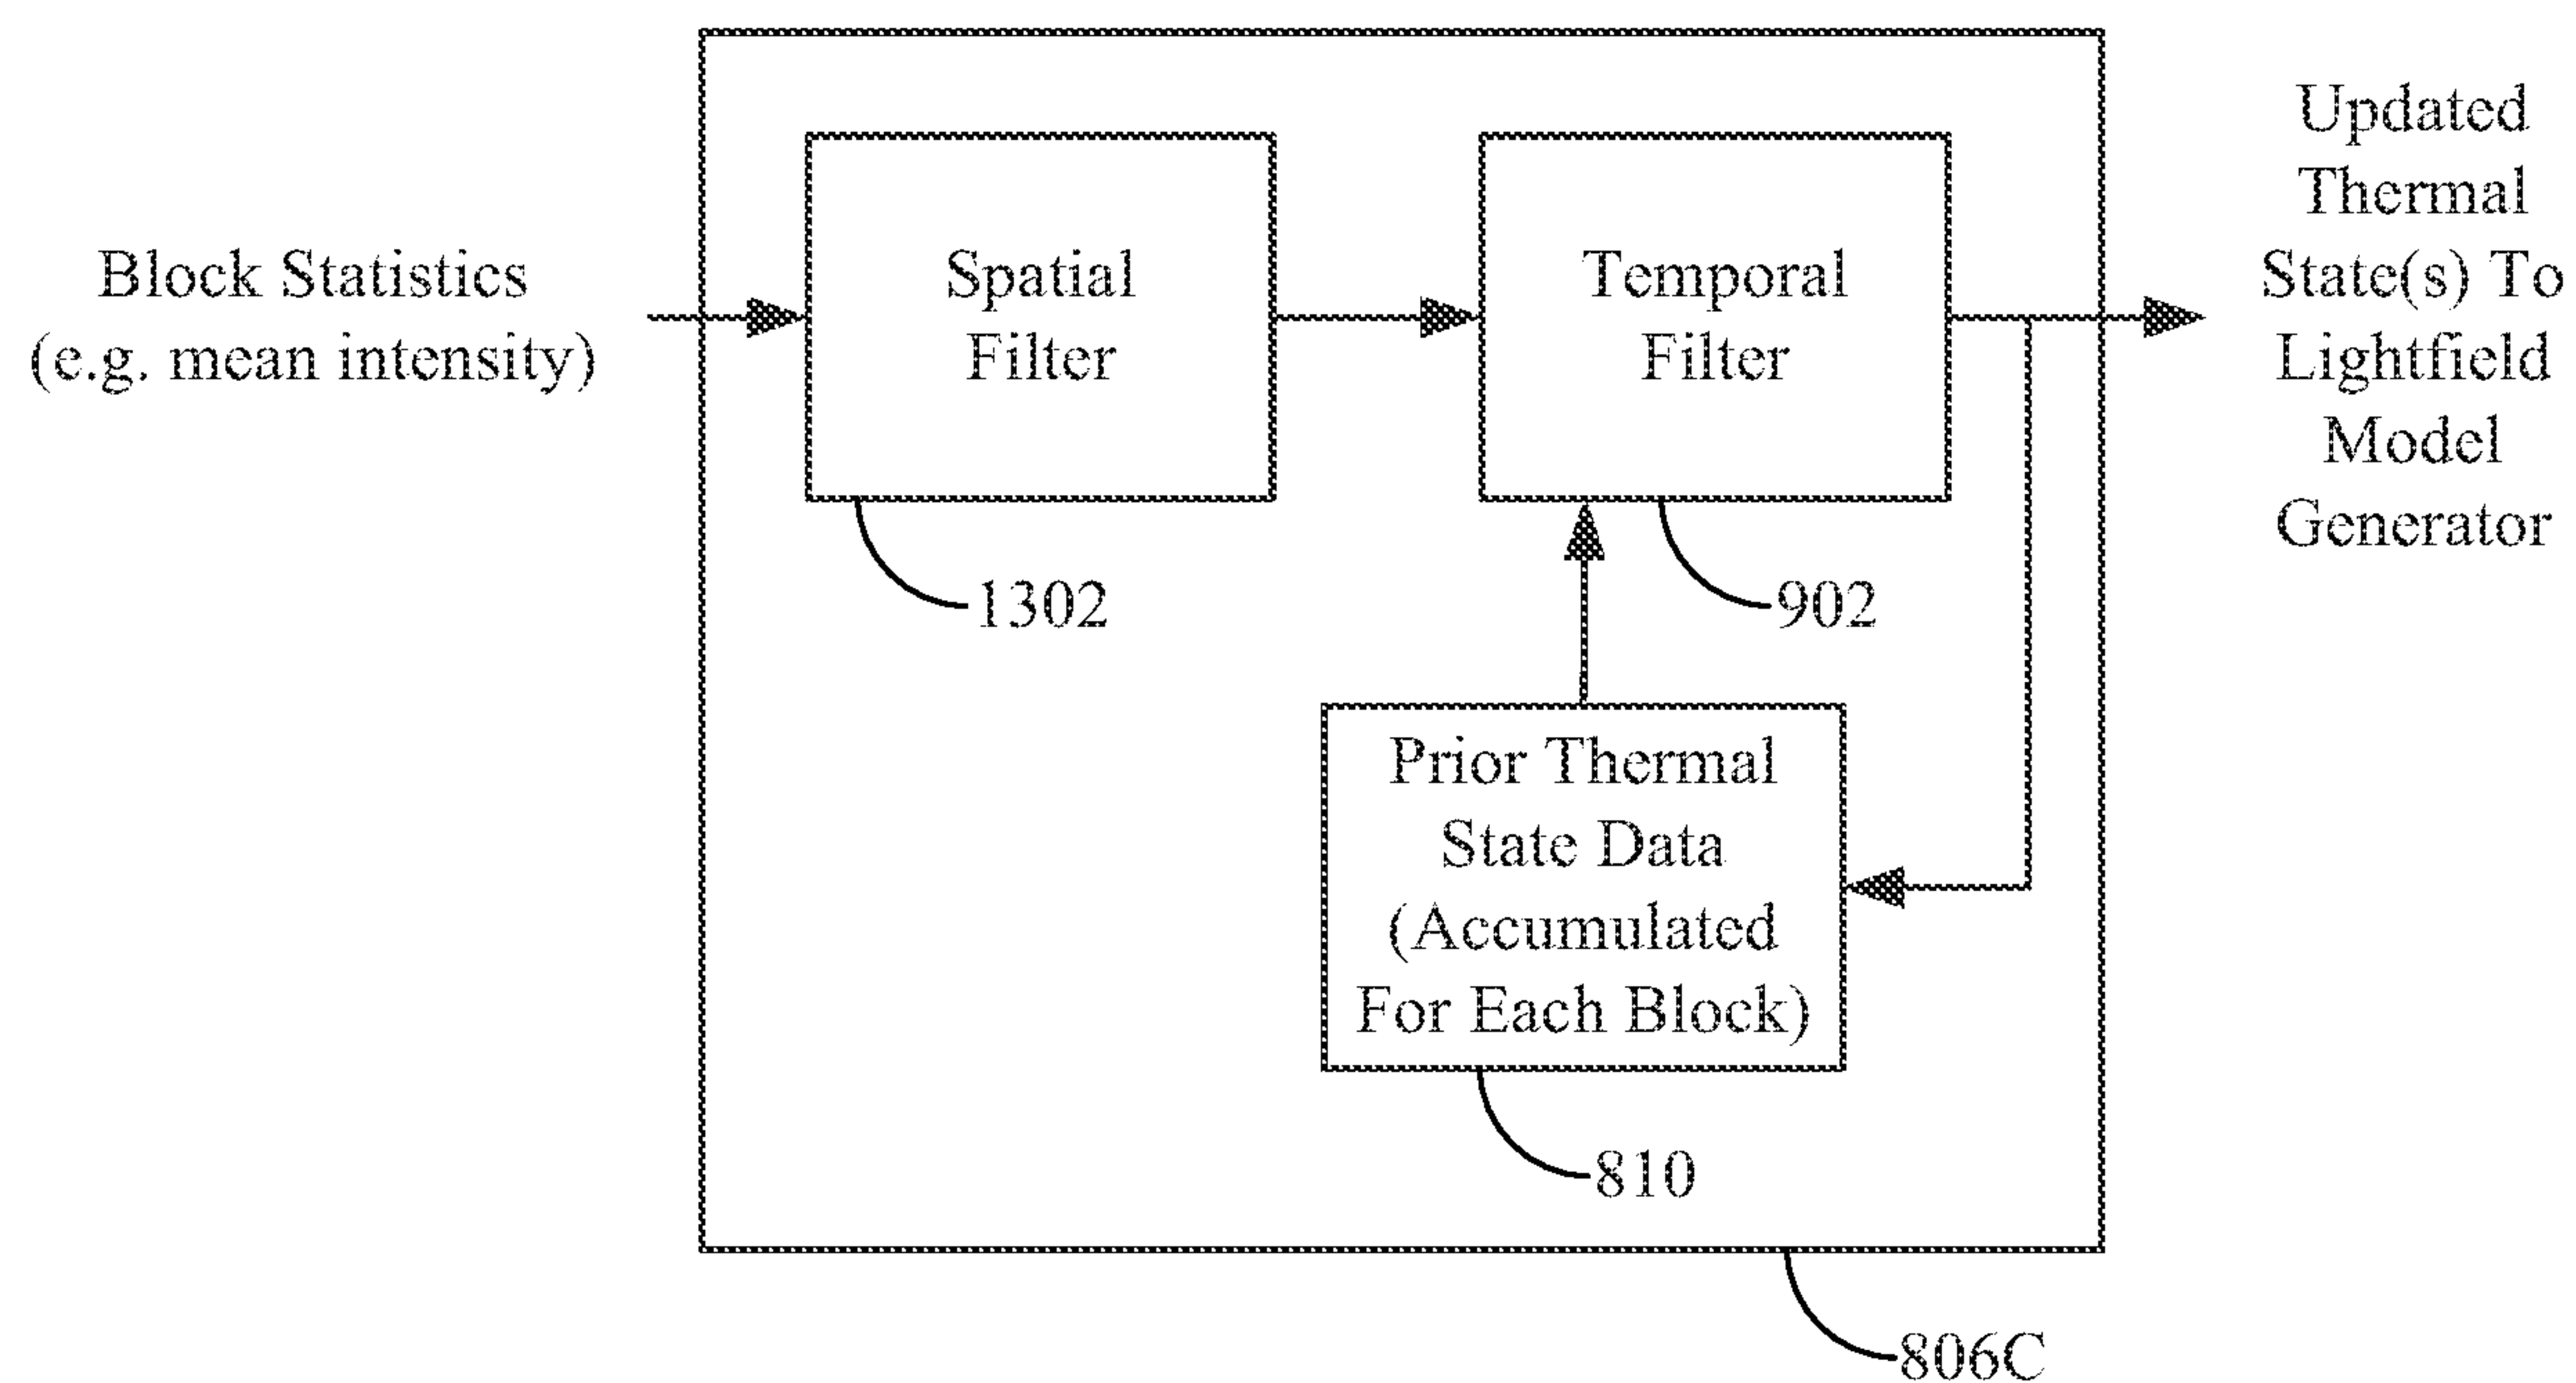 Block Statistics
(e.g. mean intensity)
Spatial
Filter
1302
Temporal
Filter
902
Prior Thermal
State Data
(Accumulated
For Each Block)
810
806C
Updated
Thermal
State(s) To
Lightfield
Model
Generator